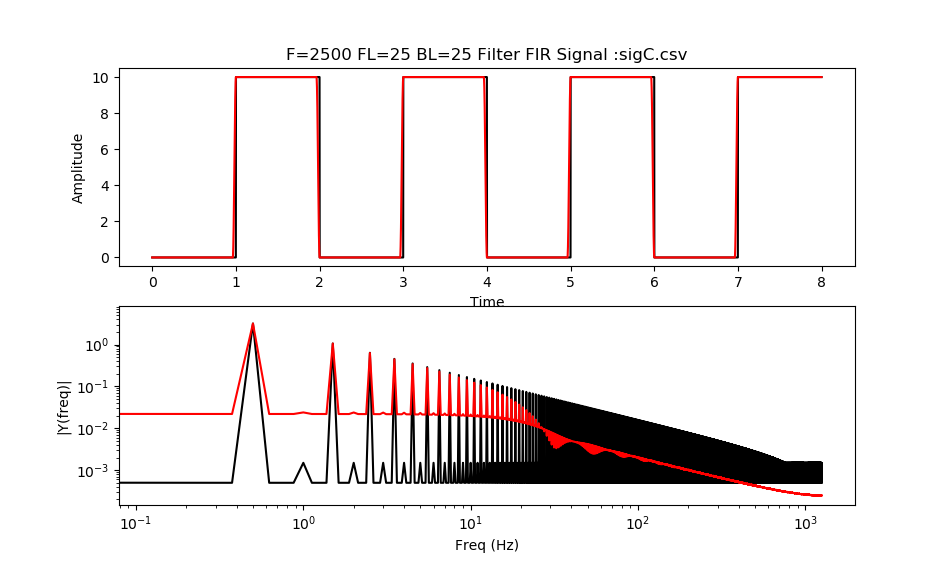 F=2500 FL=25 BL=25 Filter FIR Signal :sigC.csv
10
8
6
4
2
0
Amplitude
0 1 2 3 4 5 6 7 8
Time
10⁰
10⁻¹
10⁻²
10⁻³
|Y(freq)|
10⁻¹ 10⁰ 10¹ 10² 10³
Freq (Hz)